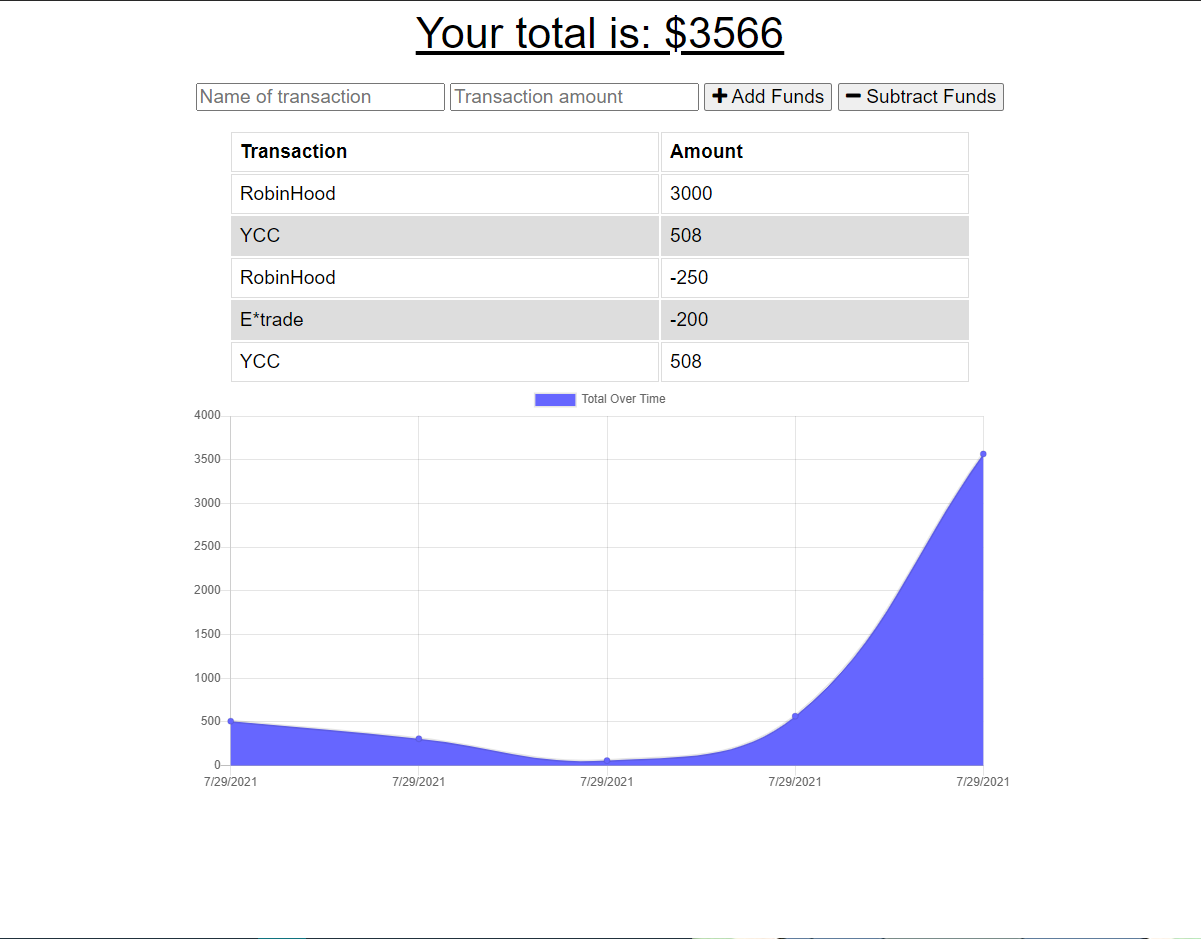 Your total is: $3566
Name of transaction Transaction amount Add Funds Subtract Funds
Transaction Amount
RobinHood 3000
YCC 508
RobinHood -250
E*trade -200
YCC 508
Total Over Time
4000
3500
3000
2500
2000
1500
1000
500
0
7/29/2021 7/29/2021 7/29/2021 7/29/2021 7/29/2021